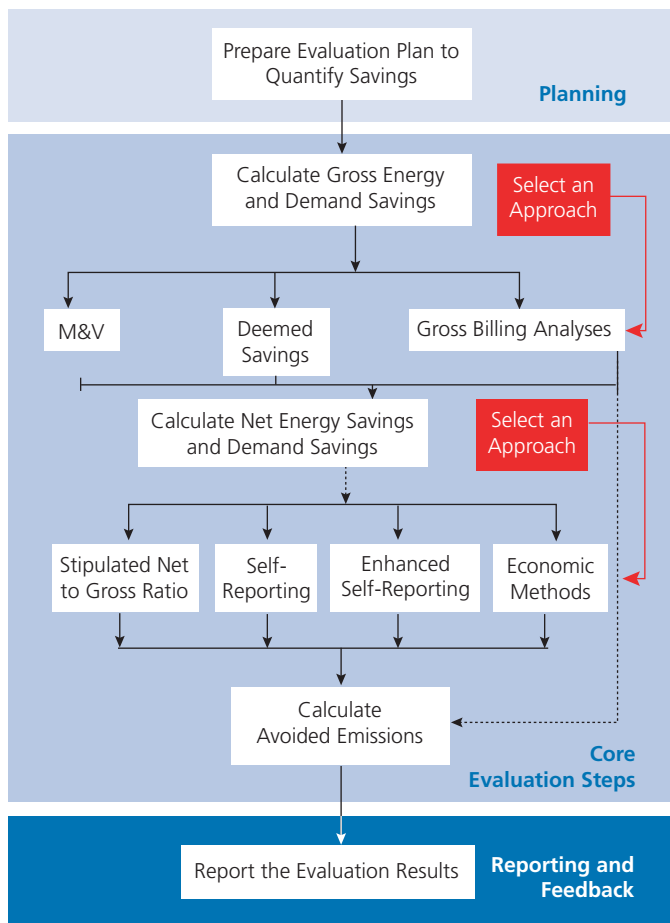 Prepare Evaluation Plan to
Quantify Savings
Planning
Calculate Gross Energy
and Demand Savings
Select an
Approach
M&V
Deemed
Savings
Gross Billing Analyses
Calculate Net Energy Savings
and Demand Savings
Select an
Approach
Stipulated Net
to Gross Ratio
Self-
Reporting
Enhanced
Self-Reporting
Economic
Methods
Calculate
Avoided Emissions
Core
Evaluation Steps
Report the Evaluation Results
Reporting and
Feedback